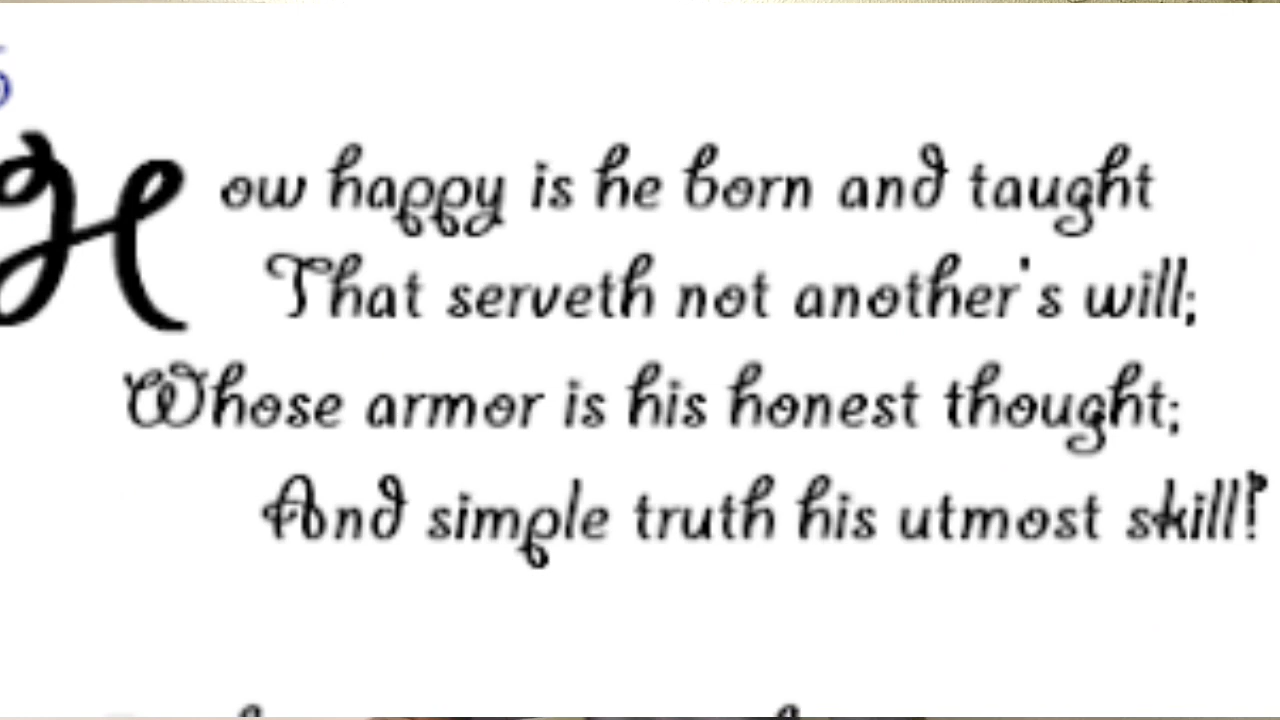 How happy is he born and taught
That serveth not another's will;
Whose armor is his honest thought;
And simple truth his utmost skill!